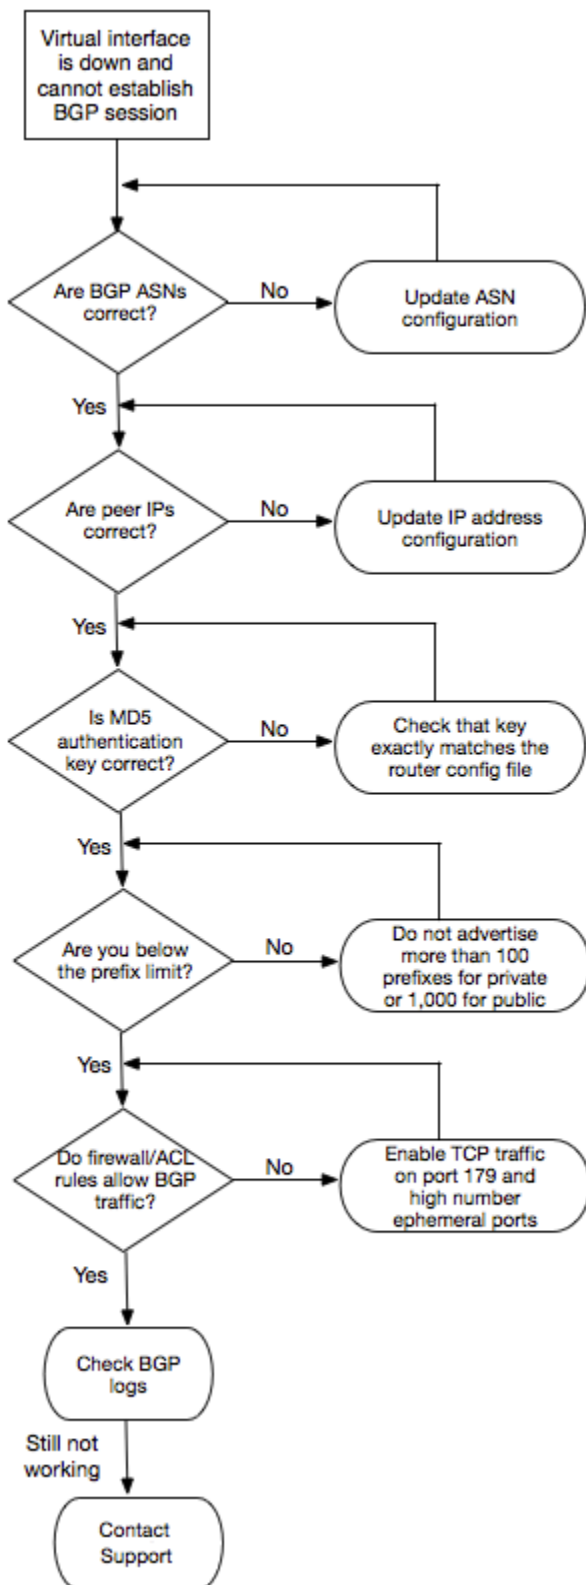 Virtual interface
is down and
cannot establish
BGP session
Are BGP ASNs
correct?
No
Update ASN
configuration
Yes
Are peer IPs
correct?
No
Update IP address
configuration
Yes
Is MD5
authentication
key correct?
No
Check that key
exactly matches the
router config file
Yes
Are you below
the prefix limit?
No
Do not advertise
more than 100
prefixes for private
or 1,000 for public
Yes
Do firewall/ACL
rules allow BGP
traffic?
No
Enable TCP traffic
on port 179 and
high number
ephemeral ports
Yes
Check BGP
logs
Still not
working
Contact
Support